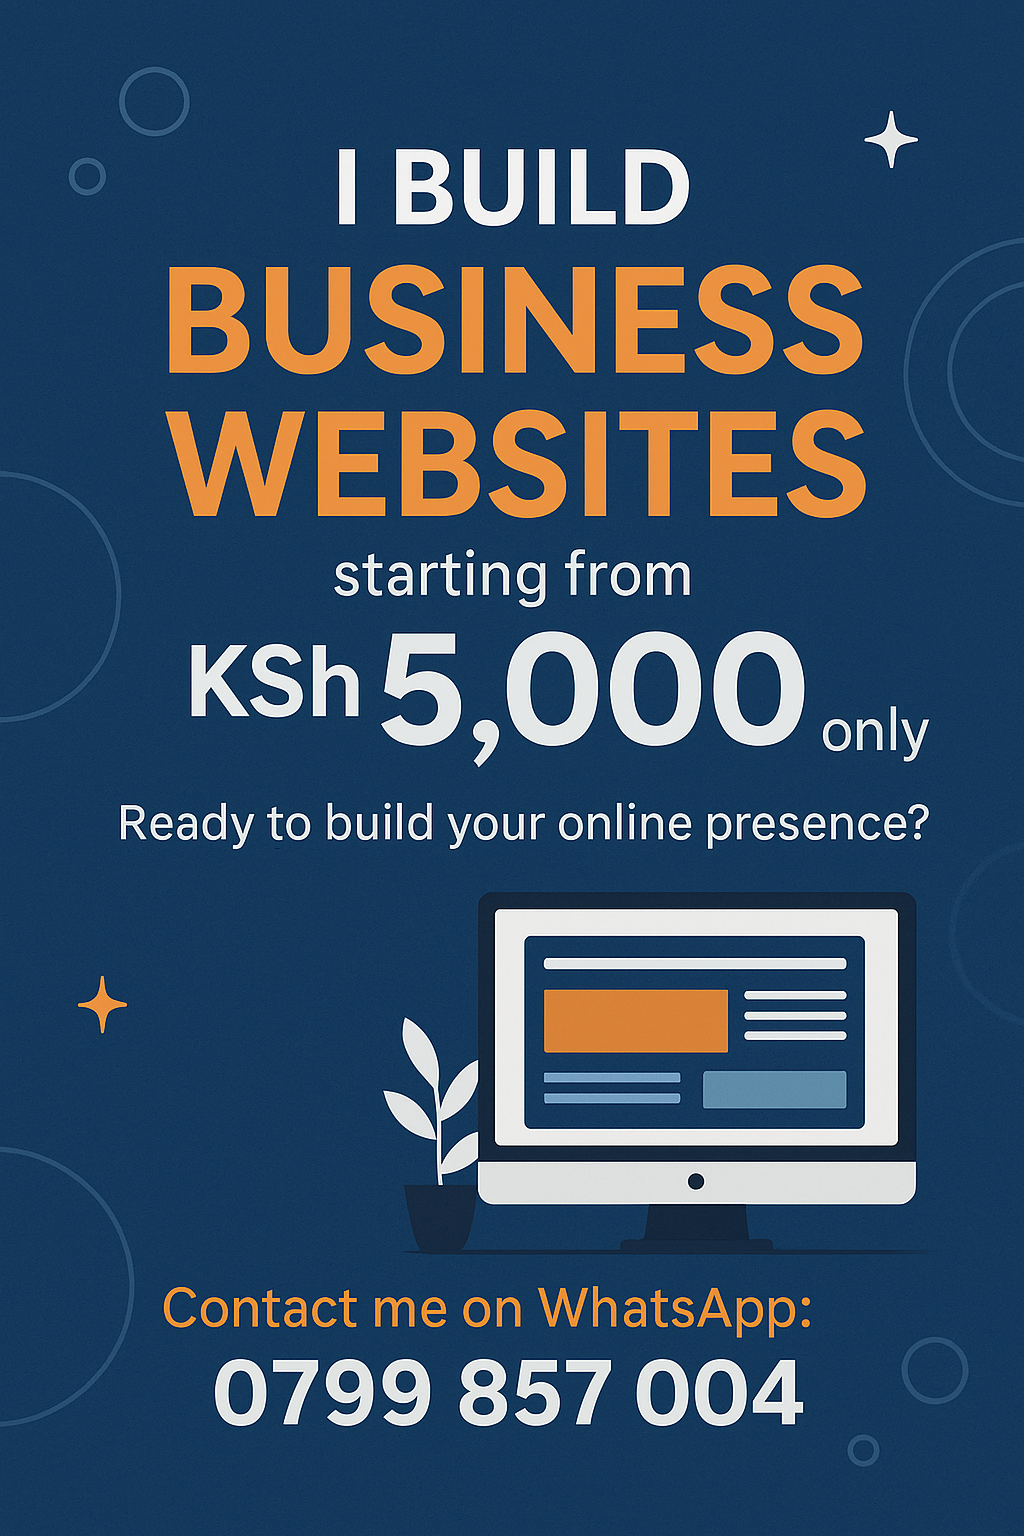 I BUILD
BUSINESS
WEBSITES
starting from
KSh 5,000 only
Ready to build your online presence?
Contact me on WhatsApp:
0799 857 004